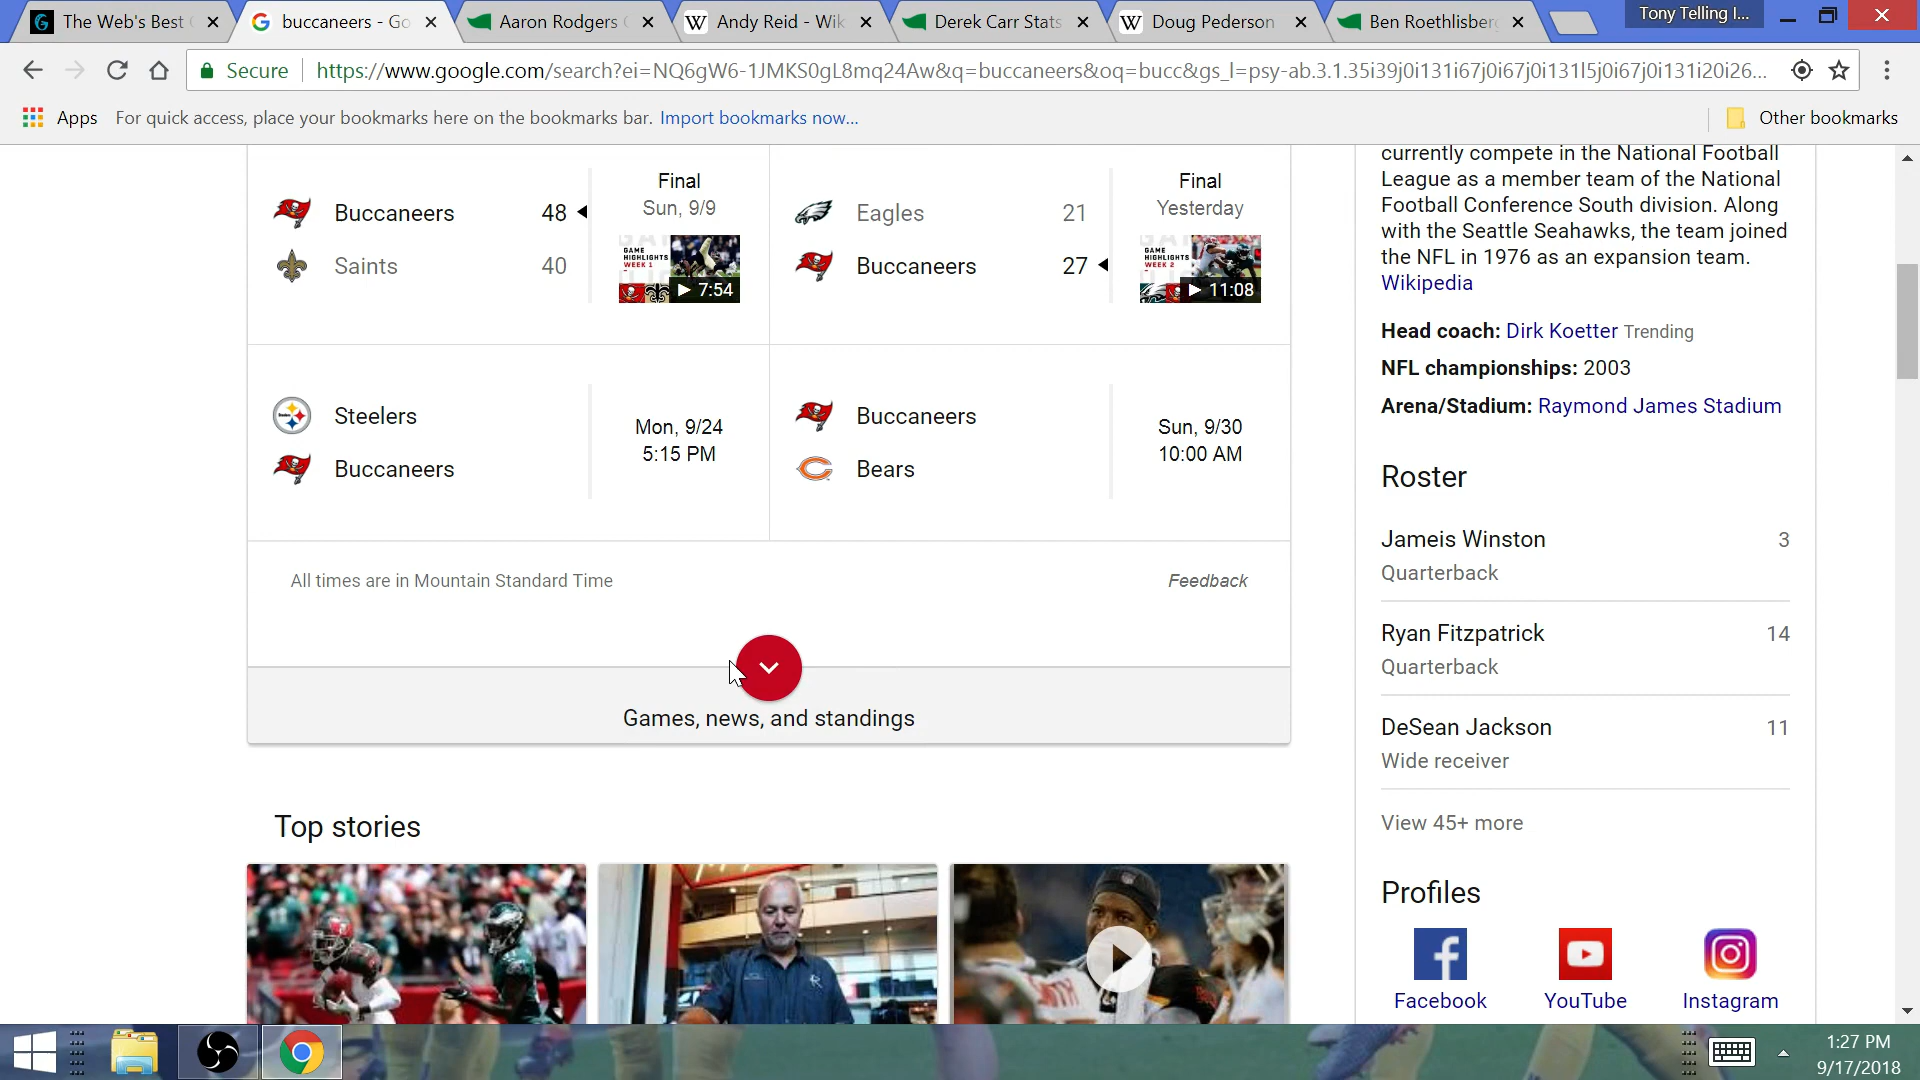 The Web's Best
buccaneers - Go
Aaron Rodgers
Andy Reid - Wik
Derek Carr Stats
Doug Pederson
Ben Roethlisber
Tony Telling I...
Secure
https://www.google.com/search?ei=NQ6gW6-1JMKS0gL8mq24Aw&q=buccaneers&oq=bucc&gs_l=psy-ab.3.1.35i39j0i131i67j0i67j0i131l5j0i67j0i131i20i26...
Apps
For quick access, place your bookmarks here on the bookmarks bar. Import bookmarks now...
Other bookmarks
Buccaneers 48
Saints 40
Final
Sun, 9/9
GAME
HIGHLIGHTS
WEEK 1
7:54
Eagles 21
Buccaneers 27
Final
Yesterday
GAME
HIGHLIGHTS
WEEK 2
11:08
Steelers
Buccaneers
Mon, 9/24
5:15 PM
Buccaneers
Bears
Sun, 9/30
10:00 AM
All times are in Mountain Standard Time
Feedback
Games, news, and standings
Top stories
currently compete in the National Football
League as a member team of the National
Football Conference South division. Along
with the Seattle Seahawks, the team joined
the NFL in 1976 as an expansion team.
Wikipedia
Head coach: Dirk Koetter Trending
NFL championships: 2003
Arena/Stadium: Raymond James Stadium
Roster
Jameis Winston 3
Quarterback
Ryan Fitzpatrick 14
Quarterback
DeSean Jackson 11
Wide receiver
View 45+ more
Profiles
Facebook
YouTube
Instagram
1:27 PM
9/17/2018